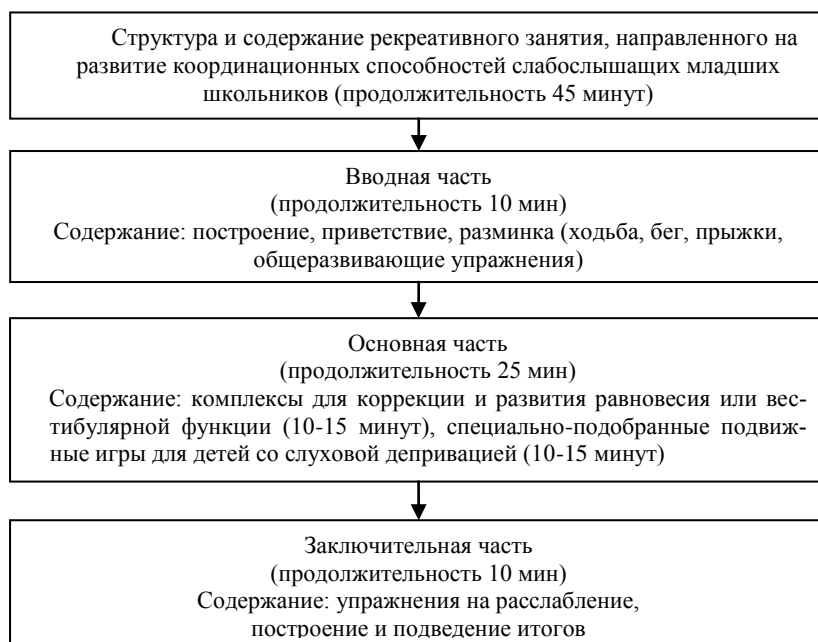 Структура и содержание рекреативного занятия, направленного на
развитие координационных способностей слабослышащих младших
школьников (продолжительность 45 минут)
Вводная часть
(продолжительность 10 мин)
Содержание: построение, приветствие, разминка (ходьба, бег, прыжки,
общеразвивающие упражнения)
Основная часть
(продолжительность 25 мин)
Содержание: комплексы для коррекции и развития равновесия или вес-
тибулярной функции (10-15 минут), специально-подобранные подвиж-
ные игры для детей со слуховой депривацией (10-15 минут)
Заключительная часть
(продолжительность 10 мин)
Содержание: упражнения на расслабление,
построение и подведение итогов